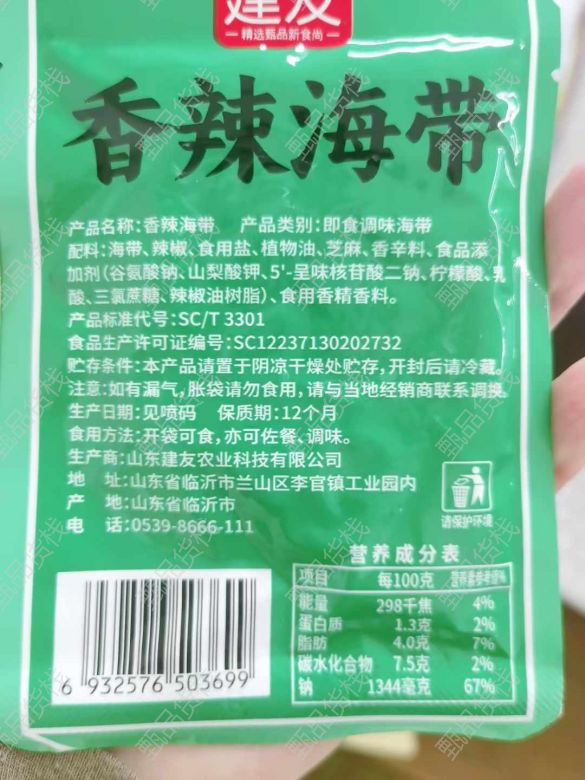 建友
精选甄品新食尚
香辣海带
产品名称:香辣海带 产品类别:即食调味海带
配料:海带、辣椒、食用盐、植物油、芝麻、香辛料、食品添
加剂(谷氨酸钠、山梨酸钾、5'-呈味核苷酸二钠、柠檬酸、乳
酸、三氯蔗糖、辣椒油树脂)、食用香精香料。
产品标准代号:SC/T 3301
食品生产许可证编号:SC12237130202732
贮存条件:本产品请置于阴凉干燥处贮存,开封后请冷藏。
注意:如有漏气,胀袋请勿食用,请与当地经销商联系调换。
生产日期:见喷码 保质期:12个月
食用方法:开袋可食,亦可佐餐、调味。
生产商:山东建友农业科技有限公司
地 址:山东省临沂市兰山区李官镇工业园内
产 地:山东省临沂市
电 话:0539-8666-111
请保护环境
营养成分表
项目 每100克 营养素参考值%
能量 298千焦 4%
蛋白质 1.3克 2%
脂肪 4.0克 7%
碳水化合物 7.5克 2%
钠 1344毫克 67%
6 932576 503699
甄品货栈